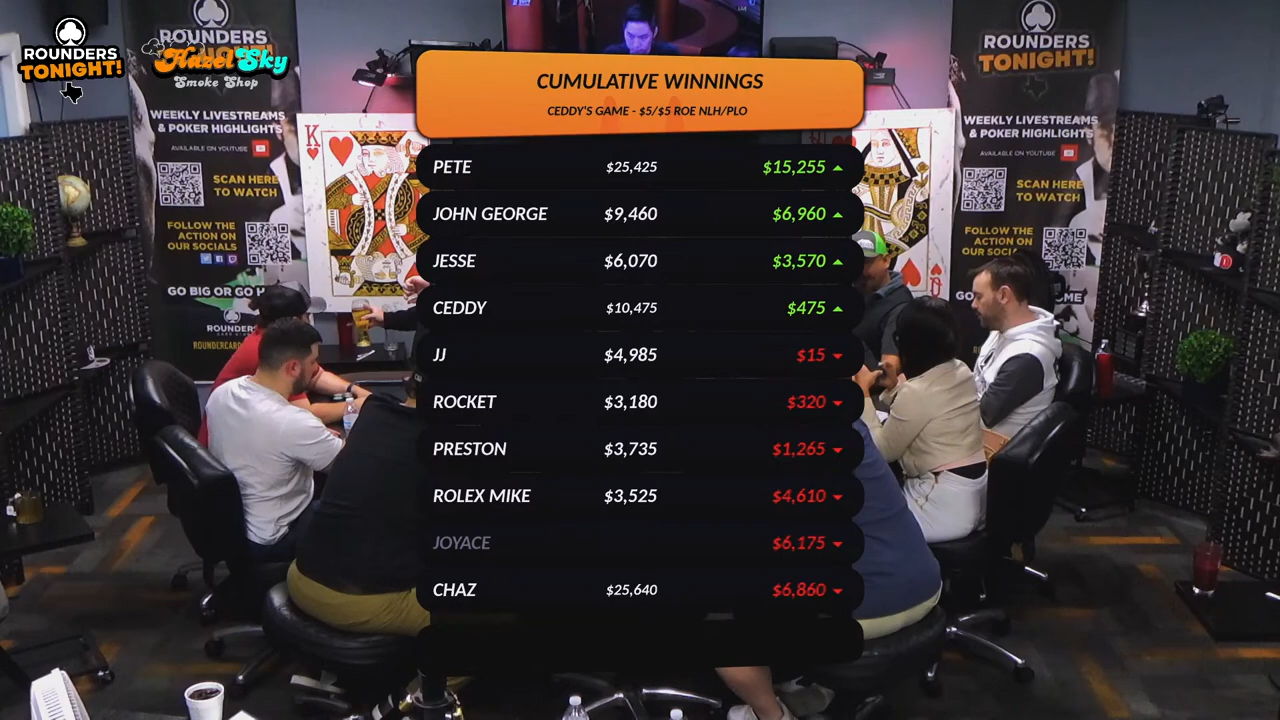 ROUNDERS
TONIGHT!
Hazel Sky
Smoke Shop
ROUNDERS
WEEKLY LIVESTREAMS
& POKER HIGHLIGHTS
AVAILABLE ON YOUTUBE
SCAN HERE
TO WATCH
FOLLOW THE
ACTION ON
OUR SOCIALS
GO BIG OR GO H
ROUNDERS
K
CUMULATIVE WINNINGS
CEDDY'S GAME - $5/$5 ROE NLH/PLO
PETE $25,425 $15,255
JOHN GEORGE $9,460 $6,960
JESSE $6,070 $3,570
CEDDY $10,475 $475
JJ $4,985 $15
ROCKET $3,180 $320
PRESTON $3,735 $1,265
ROLEX MIKE $3,525 $4,610
JOYACE $6,175
CHAZ $25,640 $6,860
Q
ROUNDERS
TONIGHT!
WEEKLY LIVESTREAMS
& POKER HIGHLIGHTS
AVAILABLE ON YOUTUBE
SCAN HERE
TO WATCH
FOLLOW THE
ACTION ON
OUR SOCIALS